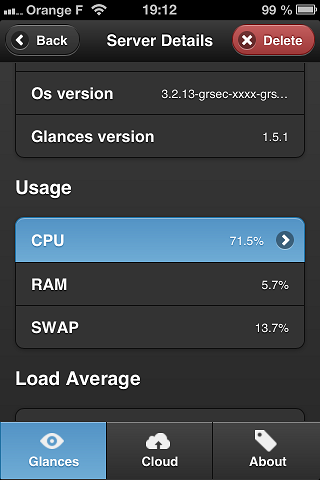 Orange F 19:12 99 %
Back Server Details Delete
Os version 3.2.13-grsec-xxxx-grs...
Glances version 1.5.1
Usage
CPU 71.5%
RAM 5.7%
SWAP 13.7%
Load Average
Glances Cloud About